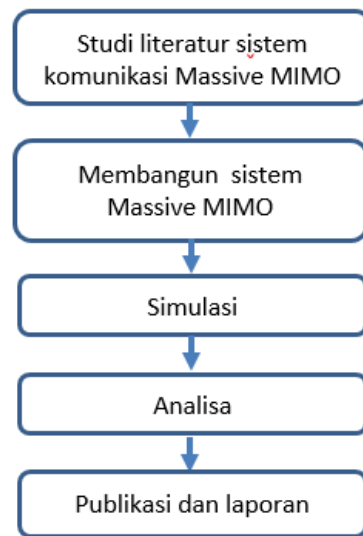 Studi literatur sistem
komunikasi Massive MIMO
Membangun sistem
Massive MIMO
Simulasi
Analisa
Publikasi dan laporan